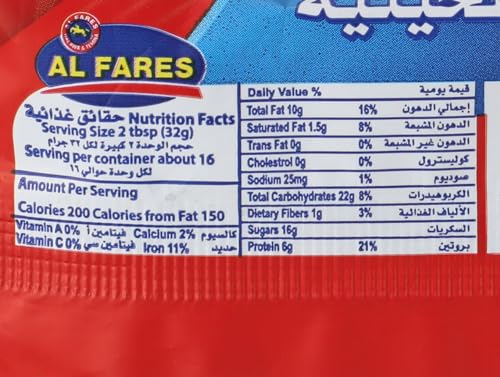 AL FARES
AL FARES
حقائق غذائية Nutrition Facts
Serving Size 2 tbsp (32g)
حجم الوحدة ٢ كبيرة لكل ٣٢ جرام
Serving per container about 16
لكل وحدة حوالي ١٦
Amount Per Serving
Calories 200 Calories from Fat 150
Vitamin A 0% فيتامين أ Calcium 2% كالسيوم
Vitamin C 0% فيتامين سي Iron 11% حديد
Daily Value % قيمة يومية
Total Fat 10g 16% إجمالي الدهون
Saturated Fat 1.5g 8% الدهون المشبعة
Trans Fat 0g 0% الدهون غير المشبعة
Cholestrol 0g 0% كوليسترول
Sodium 25mg 1% صوديوم
Total Carbohydrates 22g 8% الكربوهيدرات
Dietary Fibers 1g 3% الألياف الغذائية
Sugars 16g السكريات
Protein 6g 21% بروتين